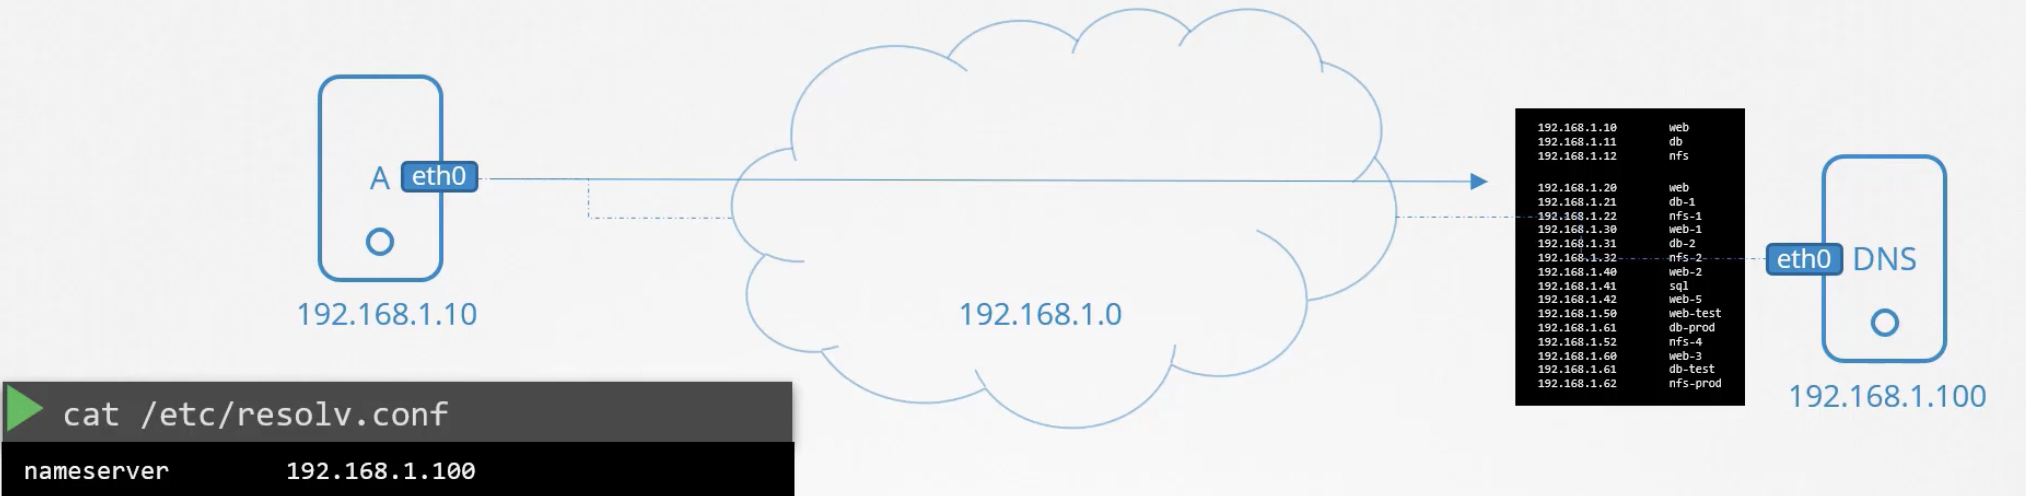 A eth0
192.168.1.10
192.168.1.0
192.168.1.10 web
192.168.1.11 db
192.168.1.12 nfs
192.168.1.20 web
192.168.1.21 db-1
192.168.1.22 nfs-1
192.168.1.30 web-1
192.168.1.31 db-2
192.168.1.32 nfs-2
192.168.1.40 web-2
192.168.1.41 sql
192.168.1.42 web-5
192.168.1.50 web-test
192.168.1.61 db-prod
192.168.1.52 nfs-4
192.168.1.60 web-3
192.168.1.61 db-test
192.168.1.62 nfs-prod
eth0 DNS
192.168.1.100
cat /etc/resolv.conf
nameserver 192.168.1.100